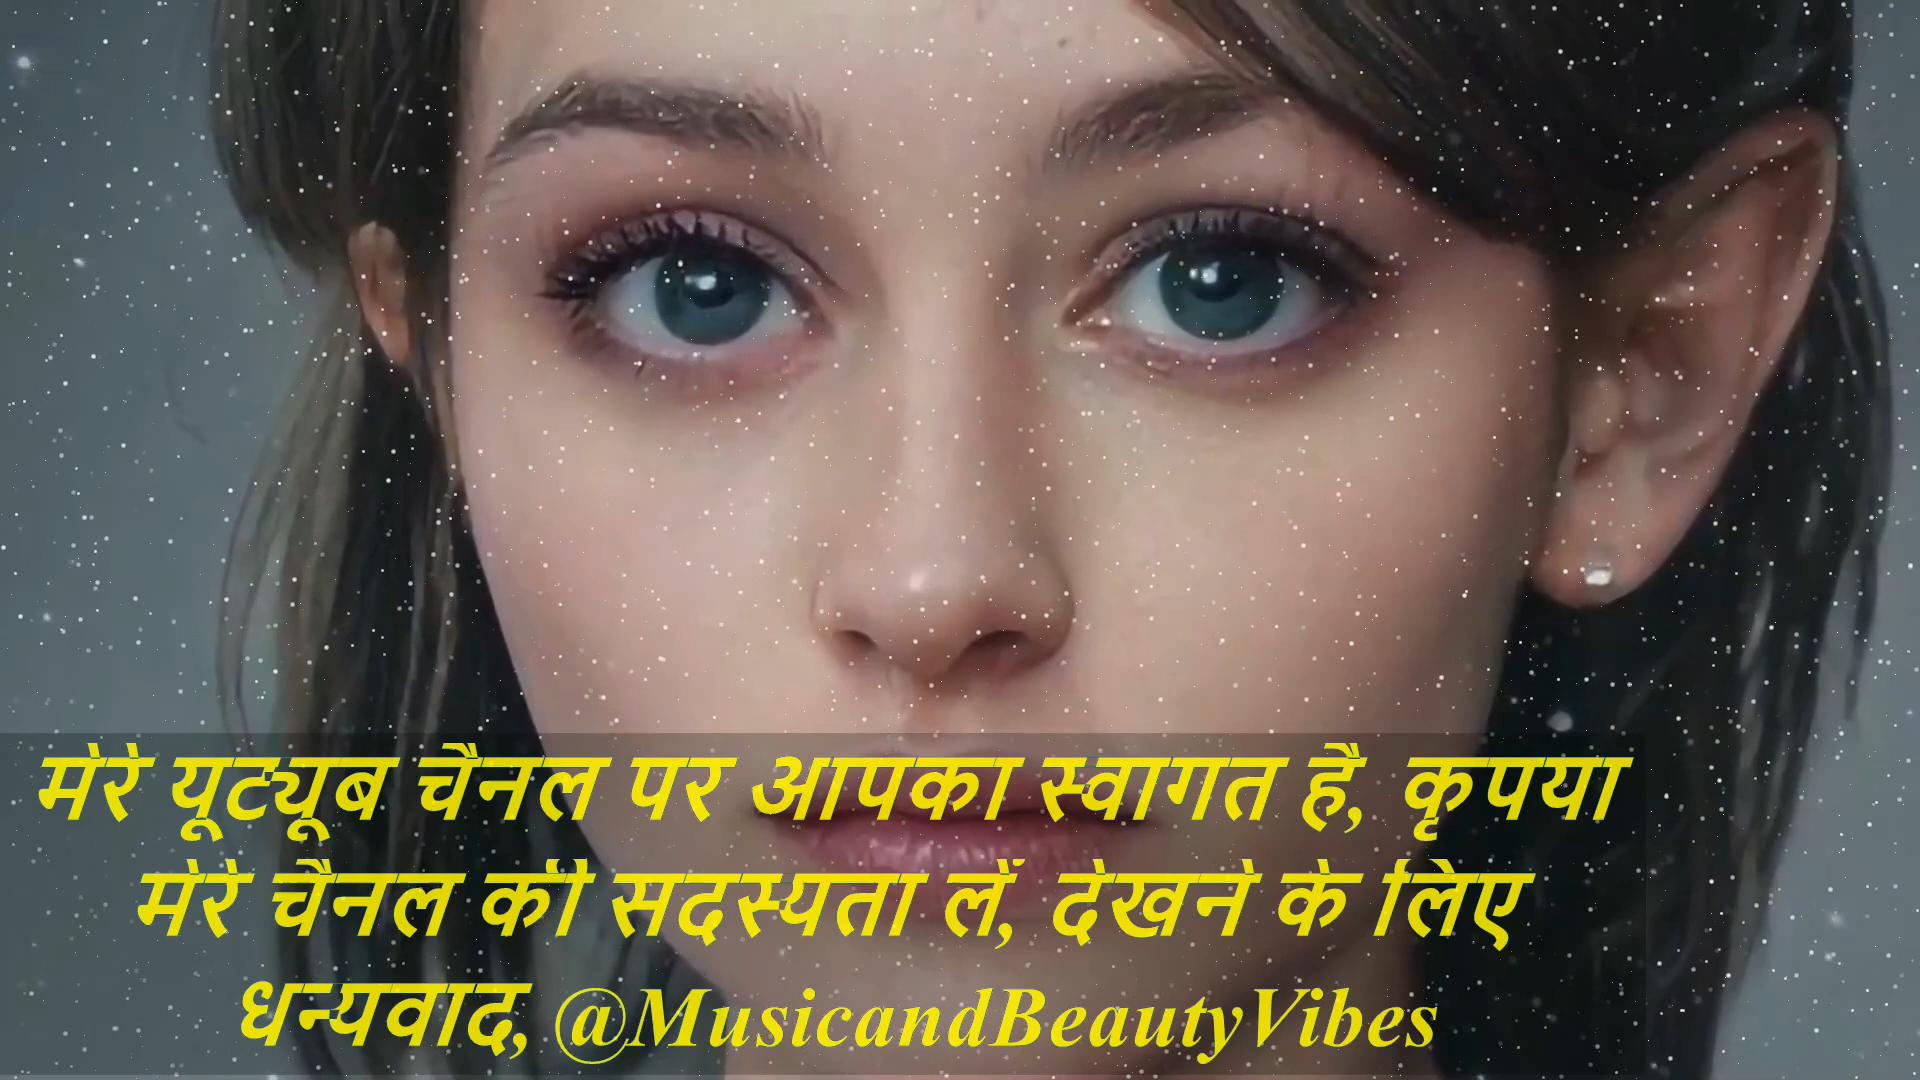 मेरे यूट्यूब चैनल पर आपका स्वागत है, कृपया
मेरे चैनल की सदस्यता लें, देखने के लिए
धन्यवाद, @MusicandBeautyVibes